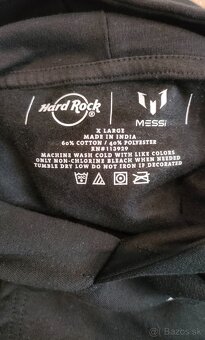 Hard Rock®
MESSI
X LARGE
MADE IN INDIA
60% COTTON / 40% POLYESTER
RN#113929
MACHINE WASH COLD WITH LIKE COLORS
ONLY NON-CHLORINE BLEACH WHEN NEEDED
TUMBLE DRY LOW DO NOT IRON IF DECORATED
bazos.sk